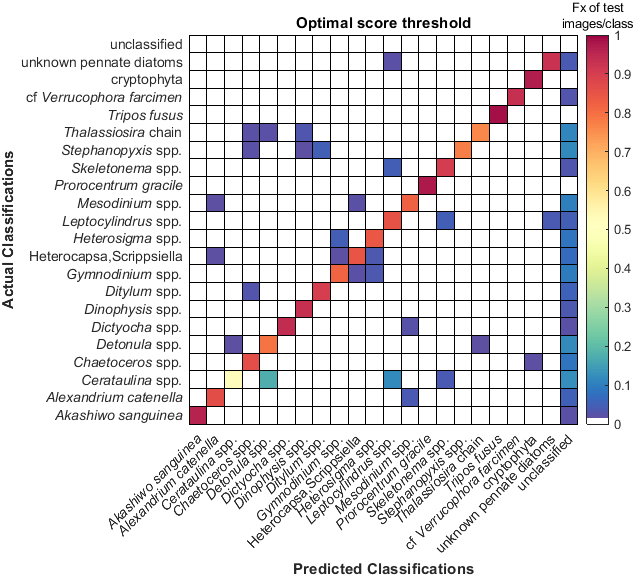 Optimal score threshold
Fx of test
images/class
unclassified
unknown pennate diatoms
cryptophyta
cf Verrucophora farcimen
Tripos fusus
Thalassiosira chain
Stephanopyxis spp.
Skeletonema spp.
Prorocentrum gracile
Mesodinium spp.
Leptocylindrus spp.
Heterosigma spp.
Heterocapsa,Scrippsiella
Gymnodinium spp.
Ditylum spp.
Dinophysis spp.
Dictyocha spp.
Detonula spp.
Chaetoceros spp.
Cerataulina spp.
Alexandrium catenella
Akashiwo sanguinea
Actual Classifications
Akashiwo sanguinea
Alexandrium catenella
Cerataulina spp.
Chaetoceros spp.
Detonula spp.
Dictyocha spp.
Dinophysis spp.
Ditylum spp.
Gymnodinium spp.
Heterocapsa,Scrippsiella
Heterosigma spp.
Leptocylindrus spp.
Mesodinium spp.
Prorocentrum gracile
Skeletonema spp.
Stephanopyxis spp.
Thalassiosira chain
Tripos fusus
cf Verrucophora farcimen
cryptophyta
unknown pennate diatoms
unclassified
Predicted Classifications
1
0.9
0.8
0.7
0.6
0.5
0.4
0.3
0.2
0.1
0